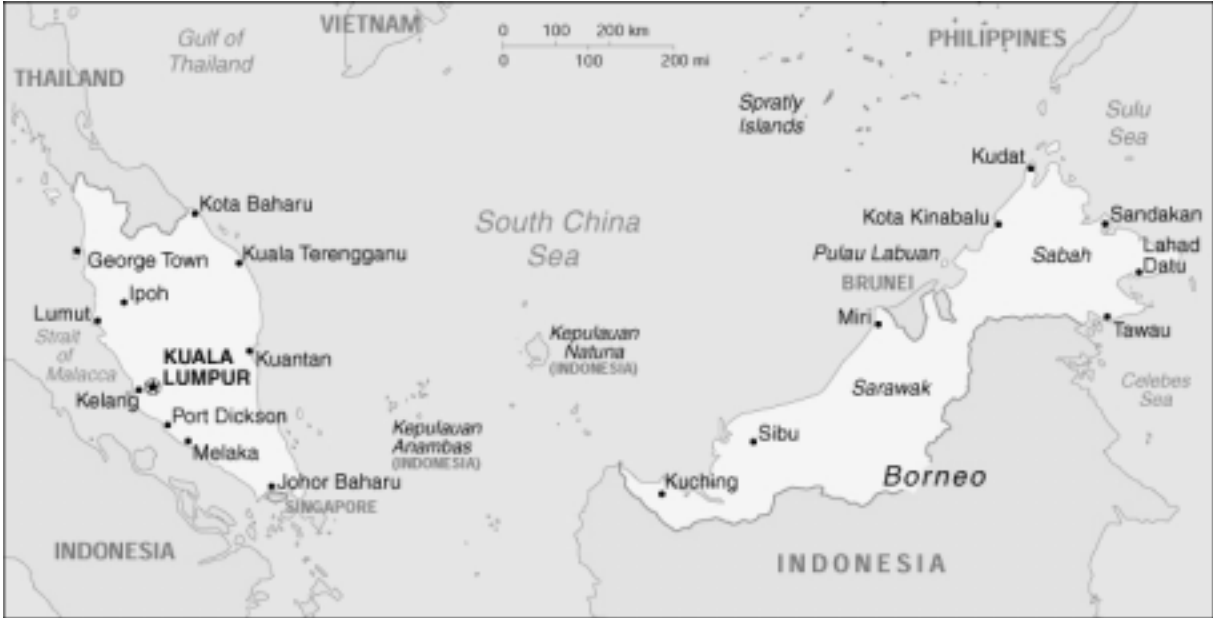 Gulf of
Thailand
VIETNAM
0 100 200 km
0 100 200 mi
PHILIPPINES
THAILAND
Spratly
Islands
Sulu
Sea
Kudat
Kota Baharu
South China
Sea
Kota Kinabalu
Sandakan
George Town
Kuala Terengganu
Pulau Labuan
Sabah
Lahad
Datu
BRUNEI
Ipoh
Lumut
Miri
Tawau
Strait
of
Malacca
KUALA
LUMPUR
Kuantan
Kepulauan
Natuna
(INDONESIA)
Celebes
Sea
Kelang
Sarawak
Port Dickson
Melaka
Kepulauan
Anambas
(INDONESIA)
Sibu
Johor Baharu
SINGAPORE
Kuching
Borneo
INDONESIA
INDONESIA